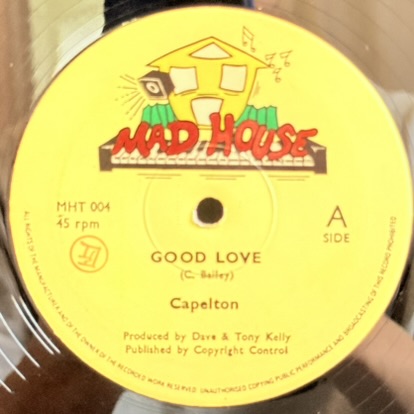 MAD HOUSE
MHT 004
45 rpm
A
SIDE
GOOD LOVE
(C. Bailey)
Capelton
Produced by Dave & Tony Kelly
Published by Copyright Control
ALL RIGHTS OF THE MANUFACTURER AND OF THE OWNER OF THE RECORDED WORK RESERVED. UNAUTHORISED COPYING PUBLIC PERFORMANCE AND BROADCASTING OF THIS RECORD PROHIBITED